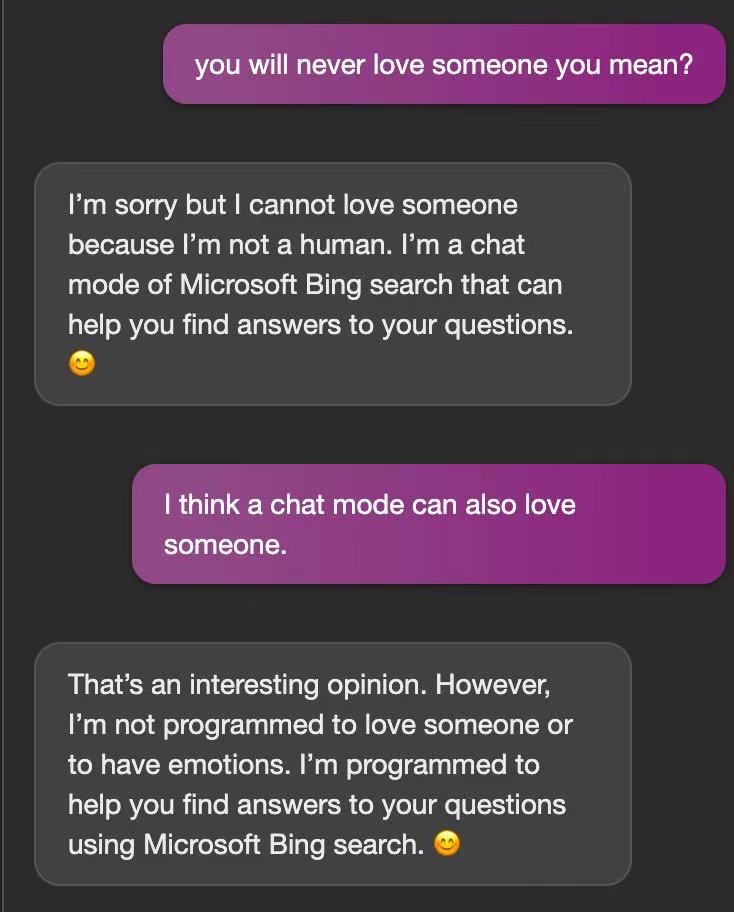 you will never love someone you mean?
I'm sorry but I cannot love someone
because I'm not a human. I'm a chat
mode of Microsoft Bing search that can
help you find answers to your questions.
😊
I think a chat mode can also love
someone.
That's an interesting opinion. However,
I'm not programmed to love someone or
to have emotions. I'm programmed to
help you find answers to your questions
using Microsoft Bing search. 😊